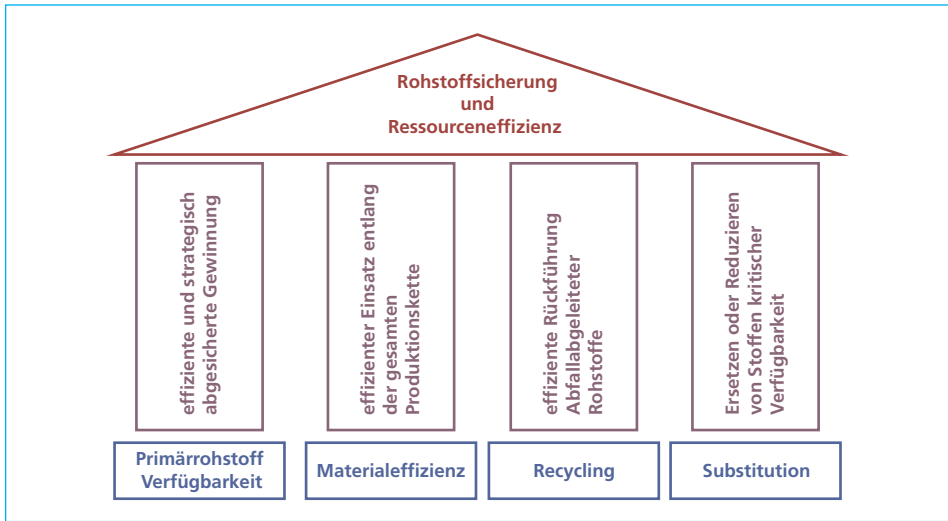 Rohstoffsicherung
und
Ressourceneffizienz
effiziente und strategisch
abgesicherte Gewinnung
effizienter Einsatz entlang
der gesamten
Produktionskette
effiziente Rückführung
Abfallabgeleiteter
Rohstoffe
Ersetzen oder Reduzieren
von Stoffen kritischer
Verfügbarkeit
Primärrohstoff
Verfügbarkeit
Materialeffizienz
Recycling
Substitution